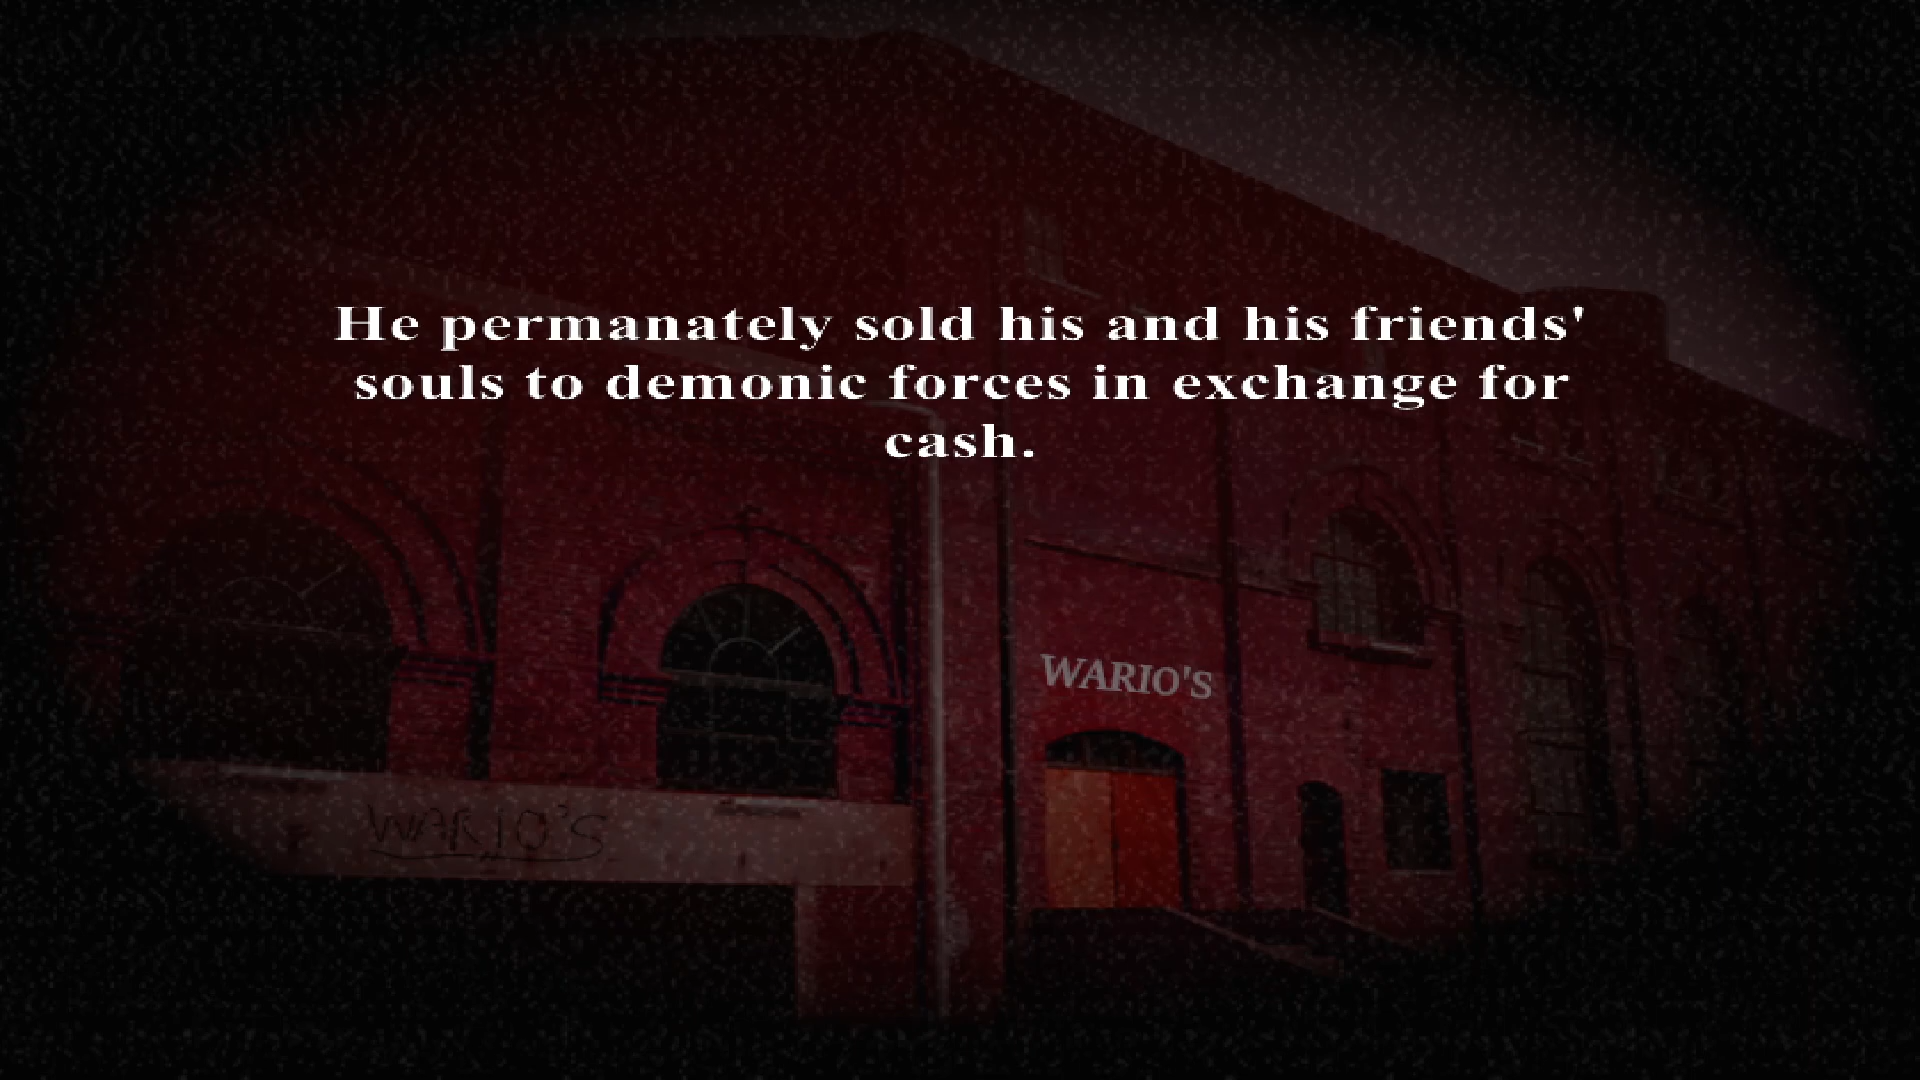 He permanately sold his and his friends'
souls to demonic forces in exchange for
cash.
WARIO'S
WARIO'S